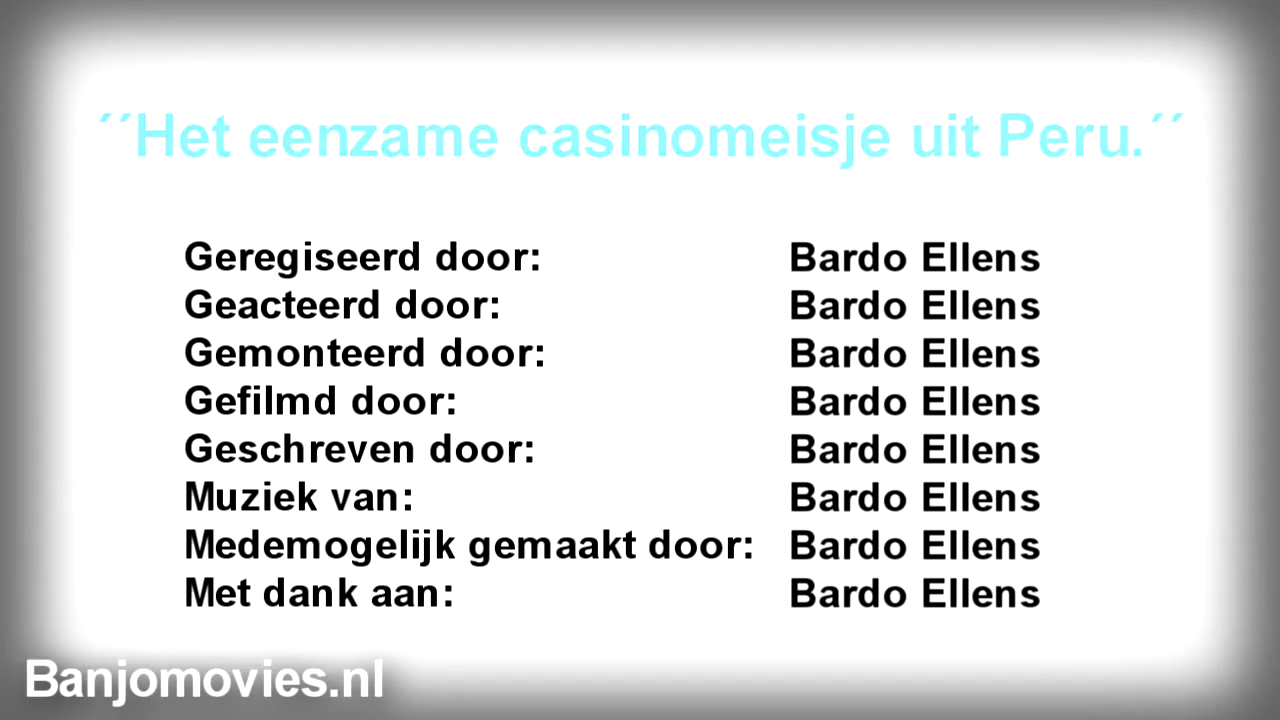 ´´Het eenzame casinomeisje uit Peru.´´
Geregiseerd door: Bardo Ellens
Geacteerd door: Bardo Ellens
Gemonteerd door: Bardo Ellens
Gefilmd door: Bardo Ellens
Geschreven door: Bardo Ellens
Muziek van: Bardo Ellens
Medemogelijk gemaakt door: Bardo Ellens
Met dank aan: Bardo Ellens
Banjomovies.nl